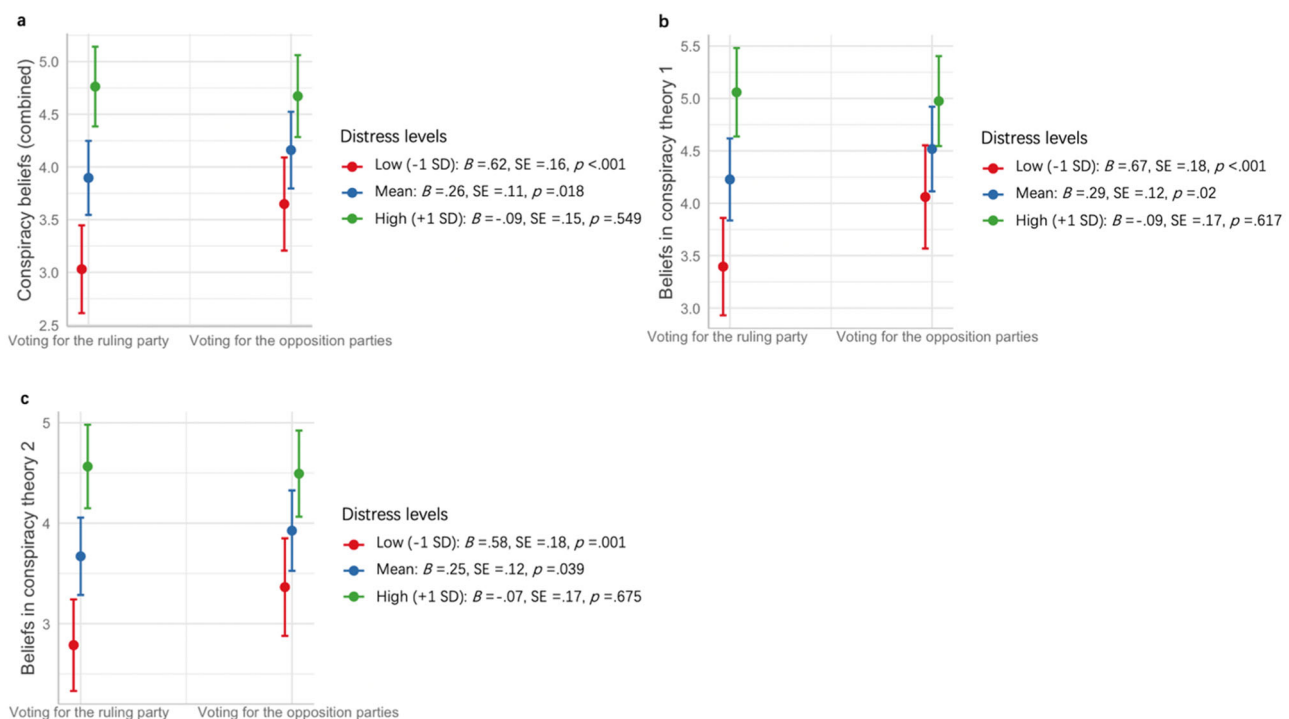 a
Conspiracy beliefs (combined)
5.0
4.5
4.0
3.5
3.0
2.5
Voting for the ruling party
Voting for the opposition parties
Distress levels
Low (-1 SD): B =.62, SE =.16, p <.001
Mean: B =.26, SE =.11, p =.018
High (+1 SD): B =-.09, SE =.15, p =.549
b
Beliefs in conspiracy theory 1
5.5
5.0
4.5
4.0
3.5
3.0
Voting for the ruling party
Voting for the opposition parties
Distress levels
Low (-1 SD): B =.67, SE =.18, p <.001
Mean: B =.29, SE =.12, p =.02
High (+1 SD): B =-.09, SE =.17, p =.617
c
Beliefs in conspiracy theory 2
5
4
3
Voting for the ruling party
Voting for the opposition parties
Distress levels
Low (-1 SD): B =.58, SE =.18, p =.001
Mean: B =.25, SE =.12, p =.039
High (+1 SD): B =-.07, SE =.17, p =.675